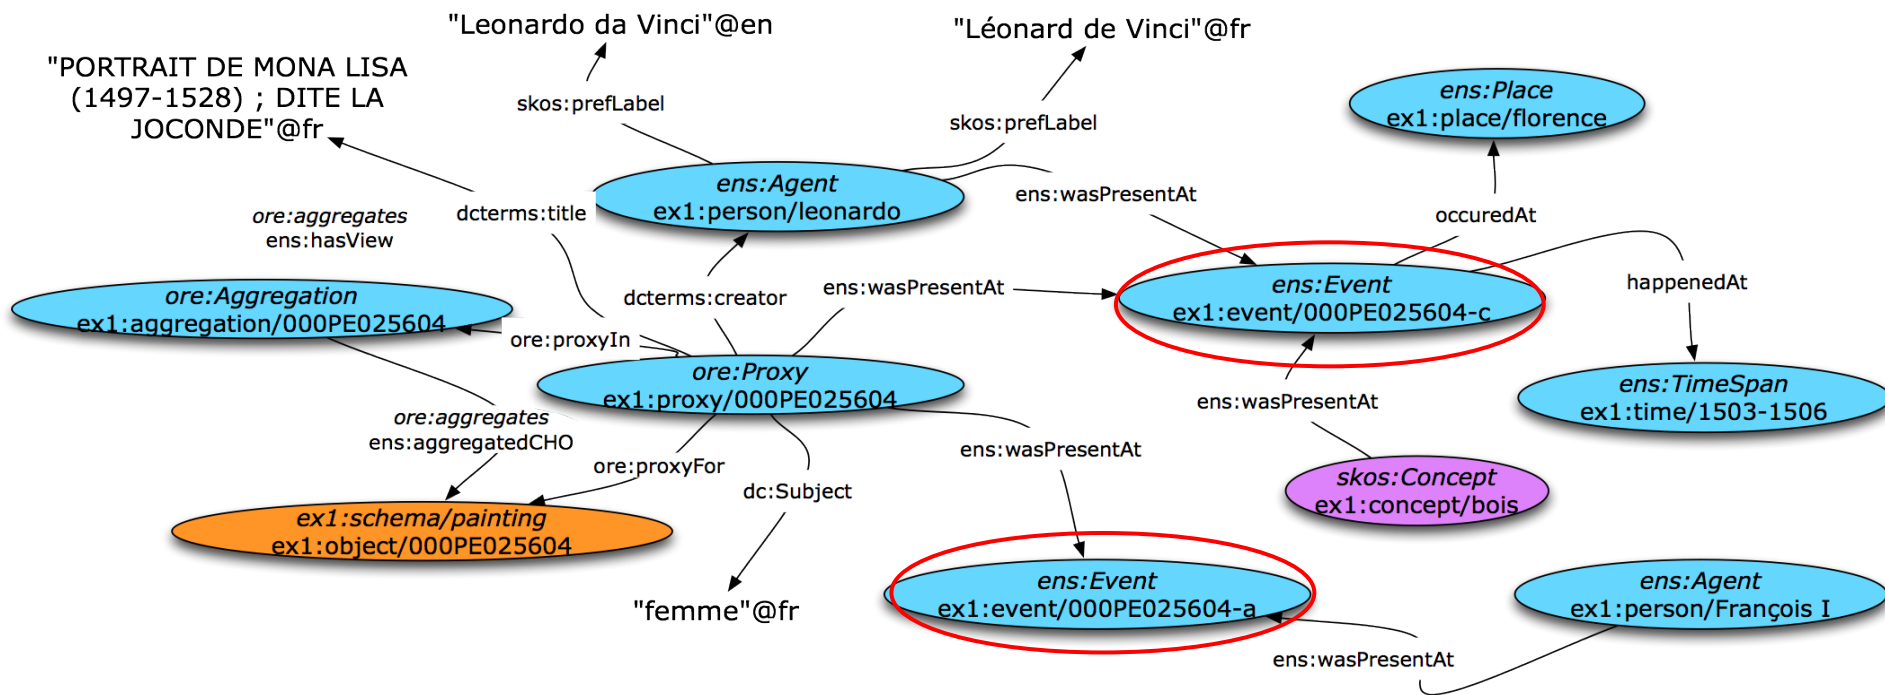 "Leonardo da Vinci"@en
"Léonard de Vinci"@fr
"PORTRAIT DE MONA LISA
(1497-1528) ; DITE LA
JOCONDE"@fr
skos:prefLabel
skos:prefLabel
ens:Place
ex1:place/florence
ens:Agent
ex1:person/leonardo
ens:wasPresentAt
occuredAt
dcterms:title
ore:aggregates
ens:hasView
ore:Aggregation
ex1:aggregation/000PE025604
dcterms:creator
ens:wasPresentAt
ens:Event
ex1:event/000PE025604-c
happenedAt
ore:proxyIn
ore:Proxy
ex1:proxy/000PE025604
ens:TimeSpan
ex1:time/1503-1506
ens:wasPresentAt
ore:aggregates
ens:aggregatedCHO
ore:proxyFor
dc:Subject
ens:wasPresentAt
skos:Concept
ex1:concept/bois
ex1:schema/painting
ex1:object/000PE025604
"femme"@fr
ens:Event
ex1:event/000PE025604-a
ens:Agent
ex1:person/François I
ens:wasPresentAt